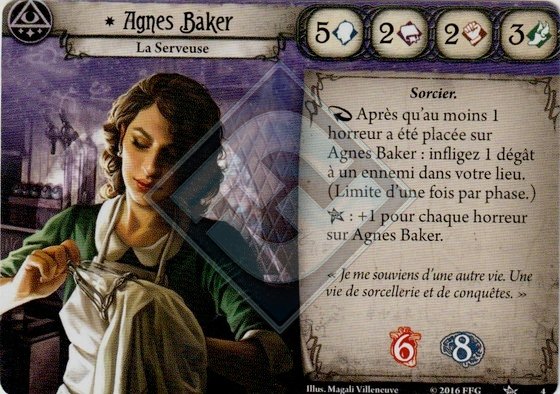 Agnes Baker
La Serveuse
5 2 2 3
Sorcier.
Après qu'au moins 1
horreur a été placée sur
Agnes Baker : infligez 1 dégât
à un ennemi dans votre lieu.
(Limite d'une fois par phase.)
: +1 pour chaque horreur
sur Agnes Baker.
« Je me souviens d'une autre vie. Une
vie de sorcellerie et de conquêtes. »
6 8
Illus. Magali Villeneuve © 2016 FFG 4